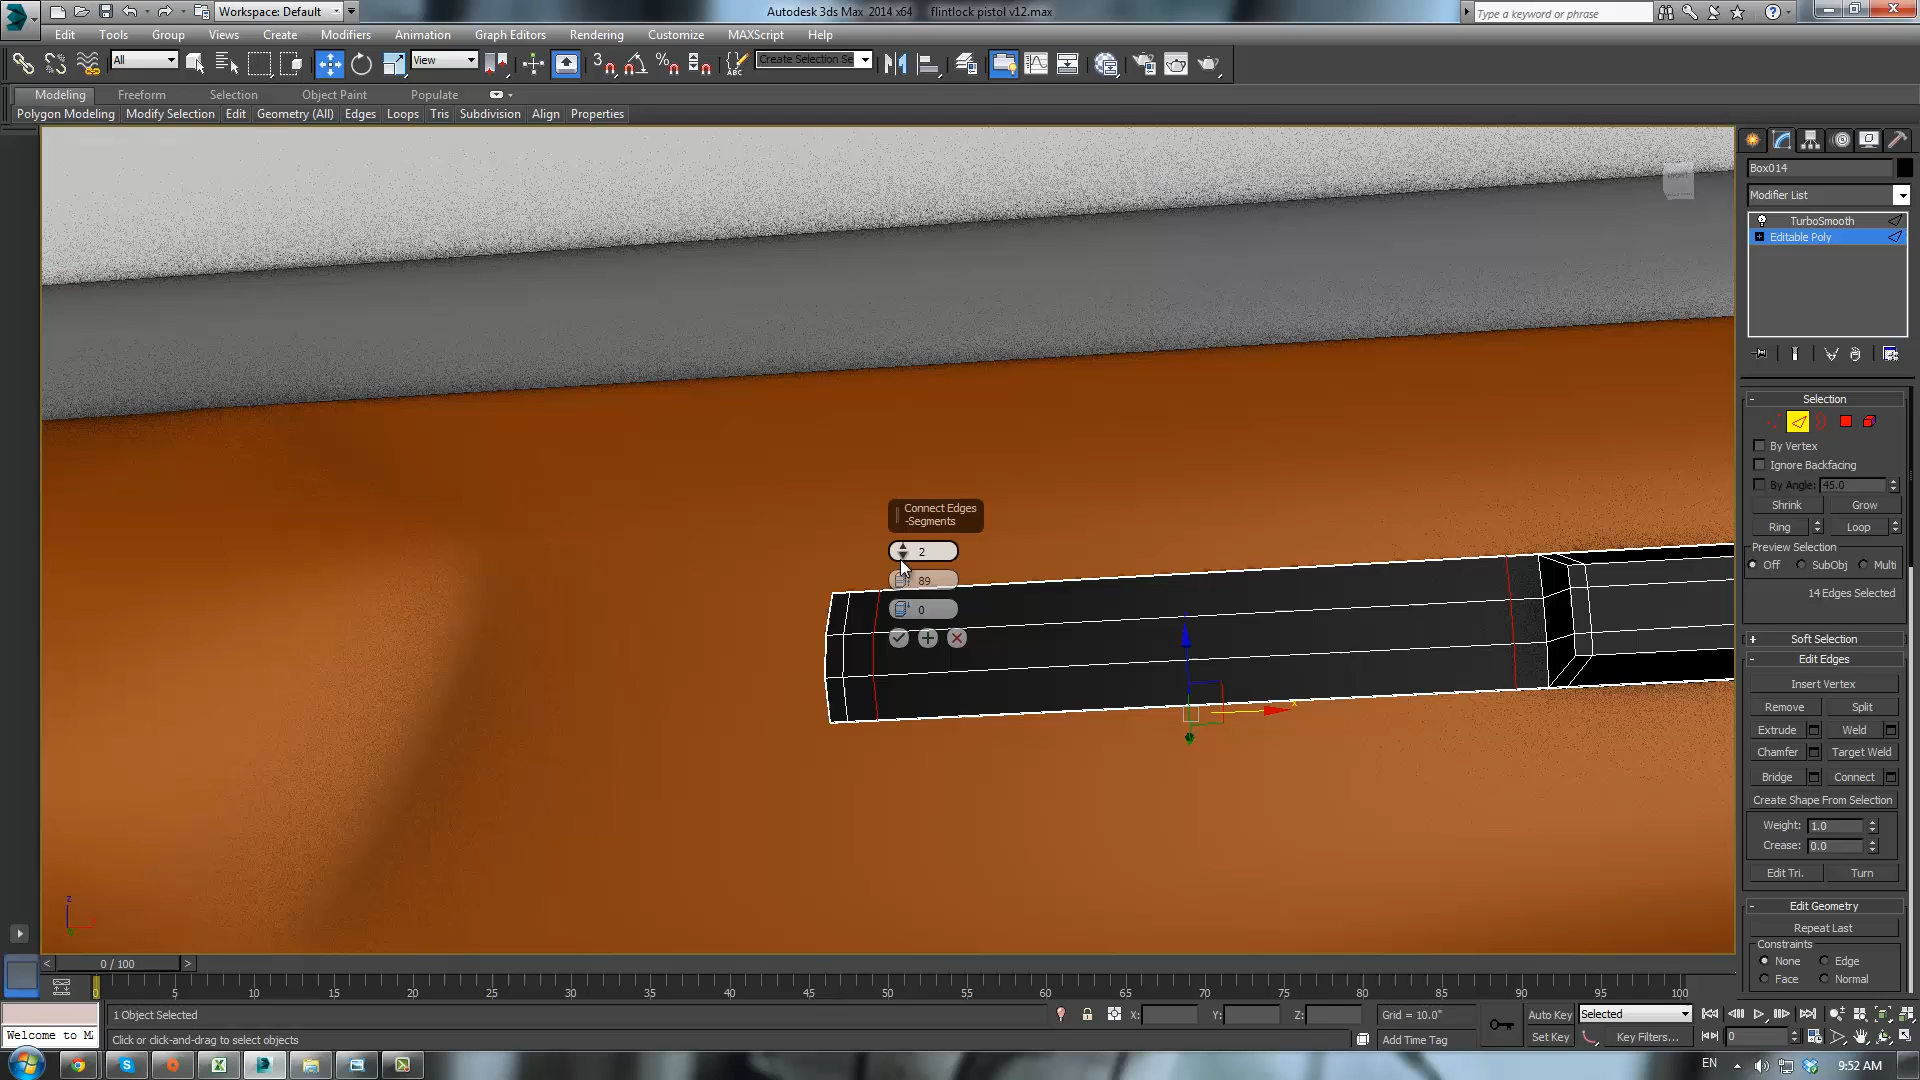 Workspace: Default
Autodesk 3ds Max  2014 x64    flintlock pistol v12.max
Type a keyword or phrase
Edit Tools Group Views Create Modifiers Animation Graph Editors Rendering Customize MAXScript Help
All
View
3
Create Selection Se
Modeling Freeform Selection Object Paint Populate
Polygon Modeling Modify Selection Edit Geometry (All) Edges Loops Tris Subdivision Align Properties
Box014
Modifier List
TurboSmooth
Editable Poly
Selection
By Vertex
Ignore Backfacing
By Angle: 45.0
Shrink Grow
Ring Loop
Preview Selection
Off SubObj Multi
14 Edges Selected
Soft Selection
Edit Edges
Insert Vertex
Remove Split
Extrude Weld
Chamfer Target Weld
Bridge Connect
Create Shape From Selection
Weight: 1.0
Crease: 0.0
Edit Tri. Turn
Edit Geometry
Repeat Last
Constraints
None Edge
Face Normal
Connect Edges
-Segments
2
89
0
z
x
< 0 / 100 >
0 5 10 15 20 25 30 35 40 45 50 55 60 65 70 75 80 85 90 95 100
1 Object Selected
X: Y: Z: Grid = 10.0"
Auto Key Selected
Welcome to M
Click or click-and-drag to select objects
Add Time Tag
Set Key Key Filters... 0
EN
9:52 AM